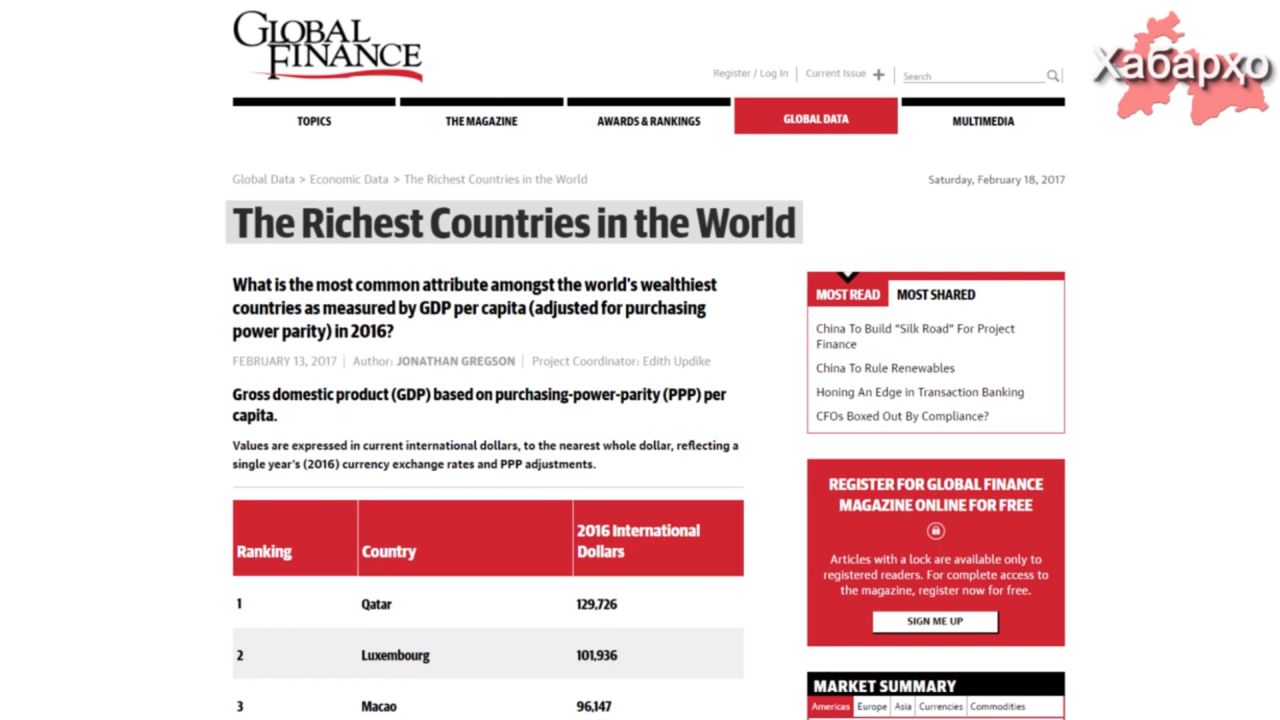 GLOBAL
FINANCE
Хабарҳо
Register / Log In
Current Issue
Search
TOPICS
THE MAGAZINE
AWARDS & RANKINGS
GLOBAL DATA
MULTIMEDIA
Global Data > Economic Data > The Richest Countries in the World
Saturday, February 18, 2017
The Richest Countries in the World
What is the most common attribute amongst the world's wealthiest
countries as measured by GDP per capita (adjusted for purchasing
power parity) in 2016?
FEBRUARY 13, 2017 | Author: JONATHAN GREGSON | Project Coordinator: Edith Updike
Gross domestic product (GDP) based on purchasing-power-parity (PPP) per
capita.
Values are expressed in current international dollars, to the nearest whole dollar, reflecting a
single year's (2016) currency exchange rates and PPP adjustments.
Ranking Country 2016 International
Dollars
1 Qatar 129,726
2 Luxembourg 101,936
3 Macao 96,147
MOST READ MOST SHARED
China To Build "Silk Road" For Project
Finance
China To Rule Renewables
Honing An Edge in Transaction Banking
CFOs Boxed Out By Compliance?
REGISTER FOR GLOBAL FINANCE
MAGAZINE ONLINE FOR FREE
Articles with a lock are available only to
registered readers. For complete access to
the magazine, register now for free.
SIGN ME UP
MARKET SUMMARY
Americas Europe Asia Currencies Commodities